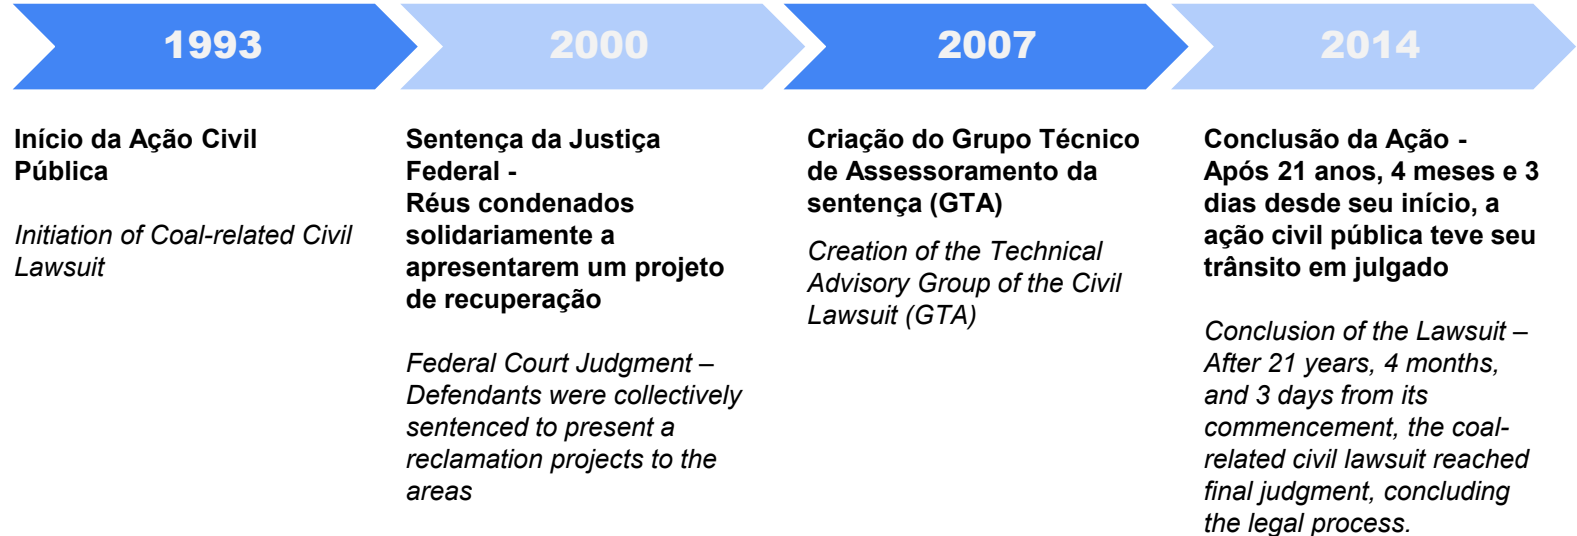 1993
2000
2007
2014
Início da Ação Civil
Pública
Initiation of Coal-related Civil
Lawsuit
Sentença da Justiça
Federal -
Réus condenados
solidariamente a
apresentarem um projeto
de recuperação
Federal Court Judgment –
Defendants were collectively
sentenced to present a
reclamation projects to the
areas
Criação do Grupo Técnico
de Assessoramento da
sentença (GTA)
Creation of the Technical
Advisory Group of the Civil
Lawsuit (GTA)
Conclusão da Ação -
Após 21 anos, 4 meses e 3
dias desde seu início, a
ação civil pública teve seu
trânsito em julgado
Conclusion of the Lawsuit –
After 21 years, 4 months,
and 3 days from its
commencement, the coal-
related civil lawsuit reached
final judgment, concluding
the legal process.